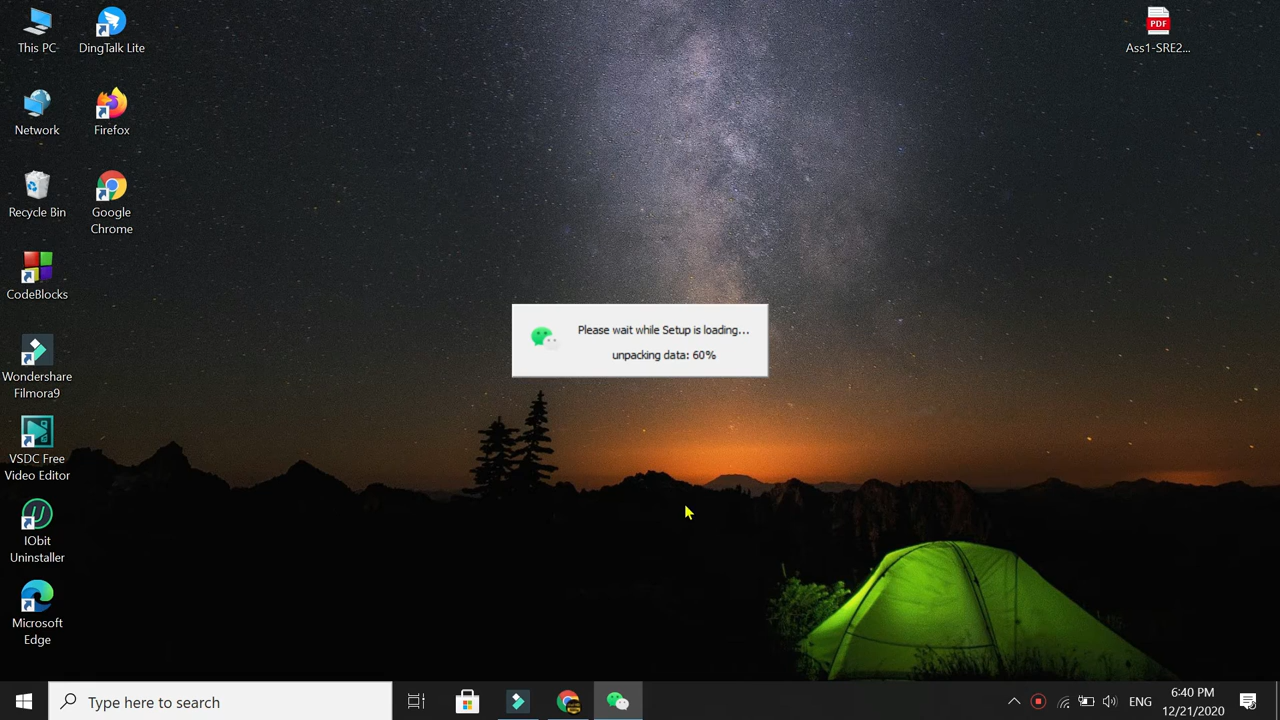 This PC
DingTalk Lite
Ass1-SRE2...
PDF
Network
Firefox
Recycle Bin
Google
Chrome
CodeBlocks
Please wait while Setup is loading...
unpacking data: 60%
Wondershare
Filmora9
VSDC Free
Video Editor
IObit
Uninstaller
Microsoft
Edge
Type here to search
ENG
6:40 PM
12/21/2020